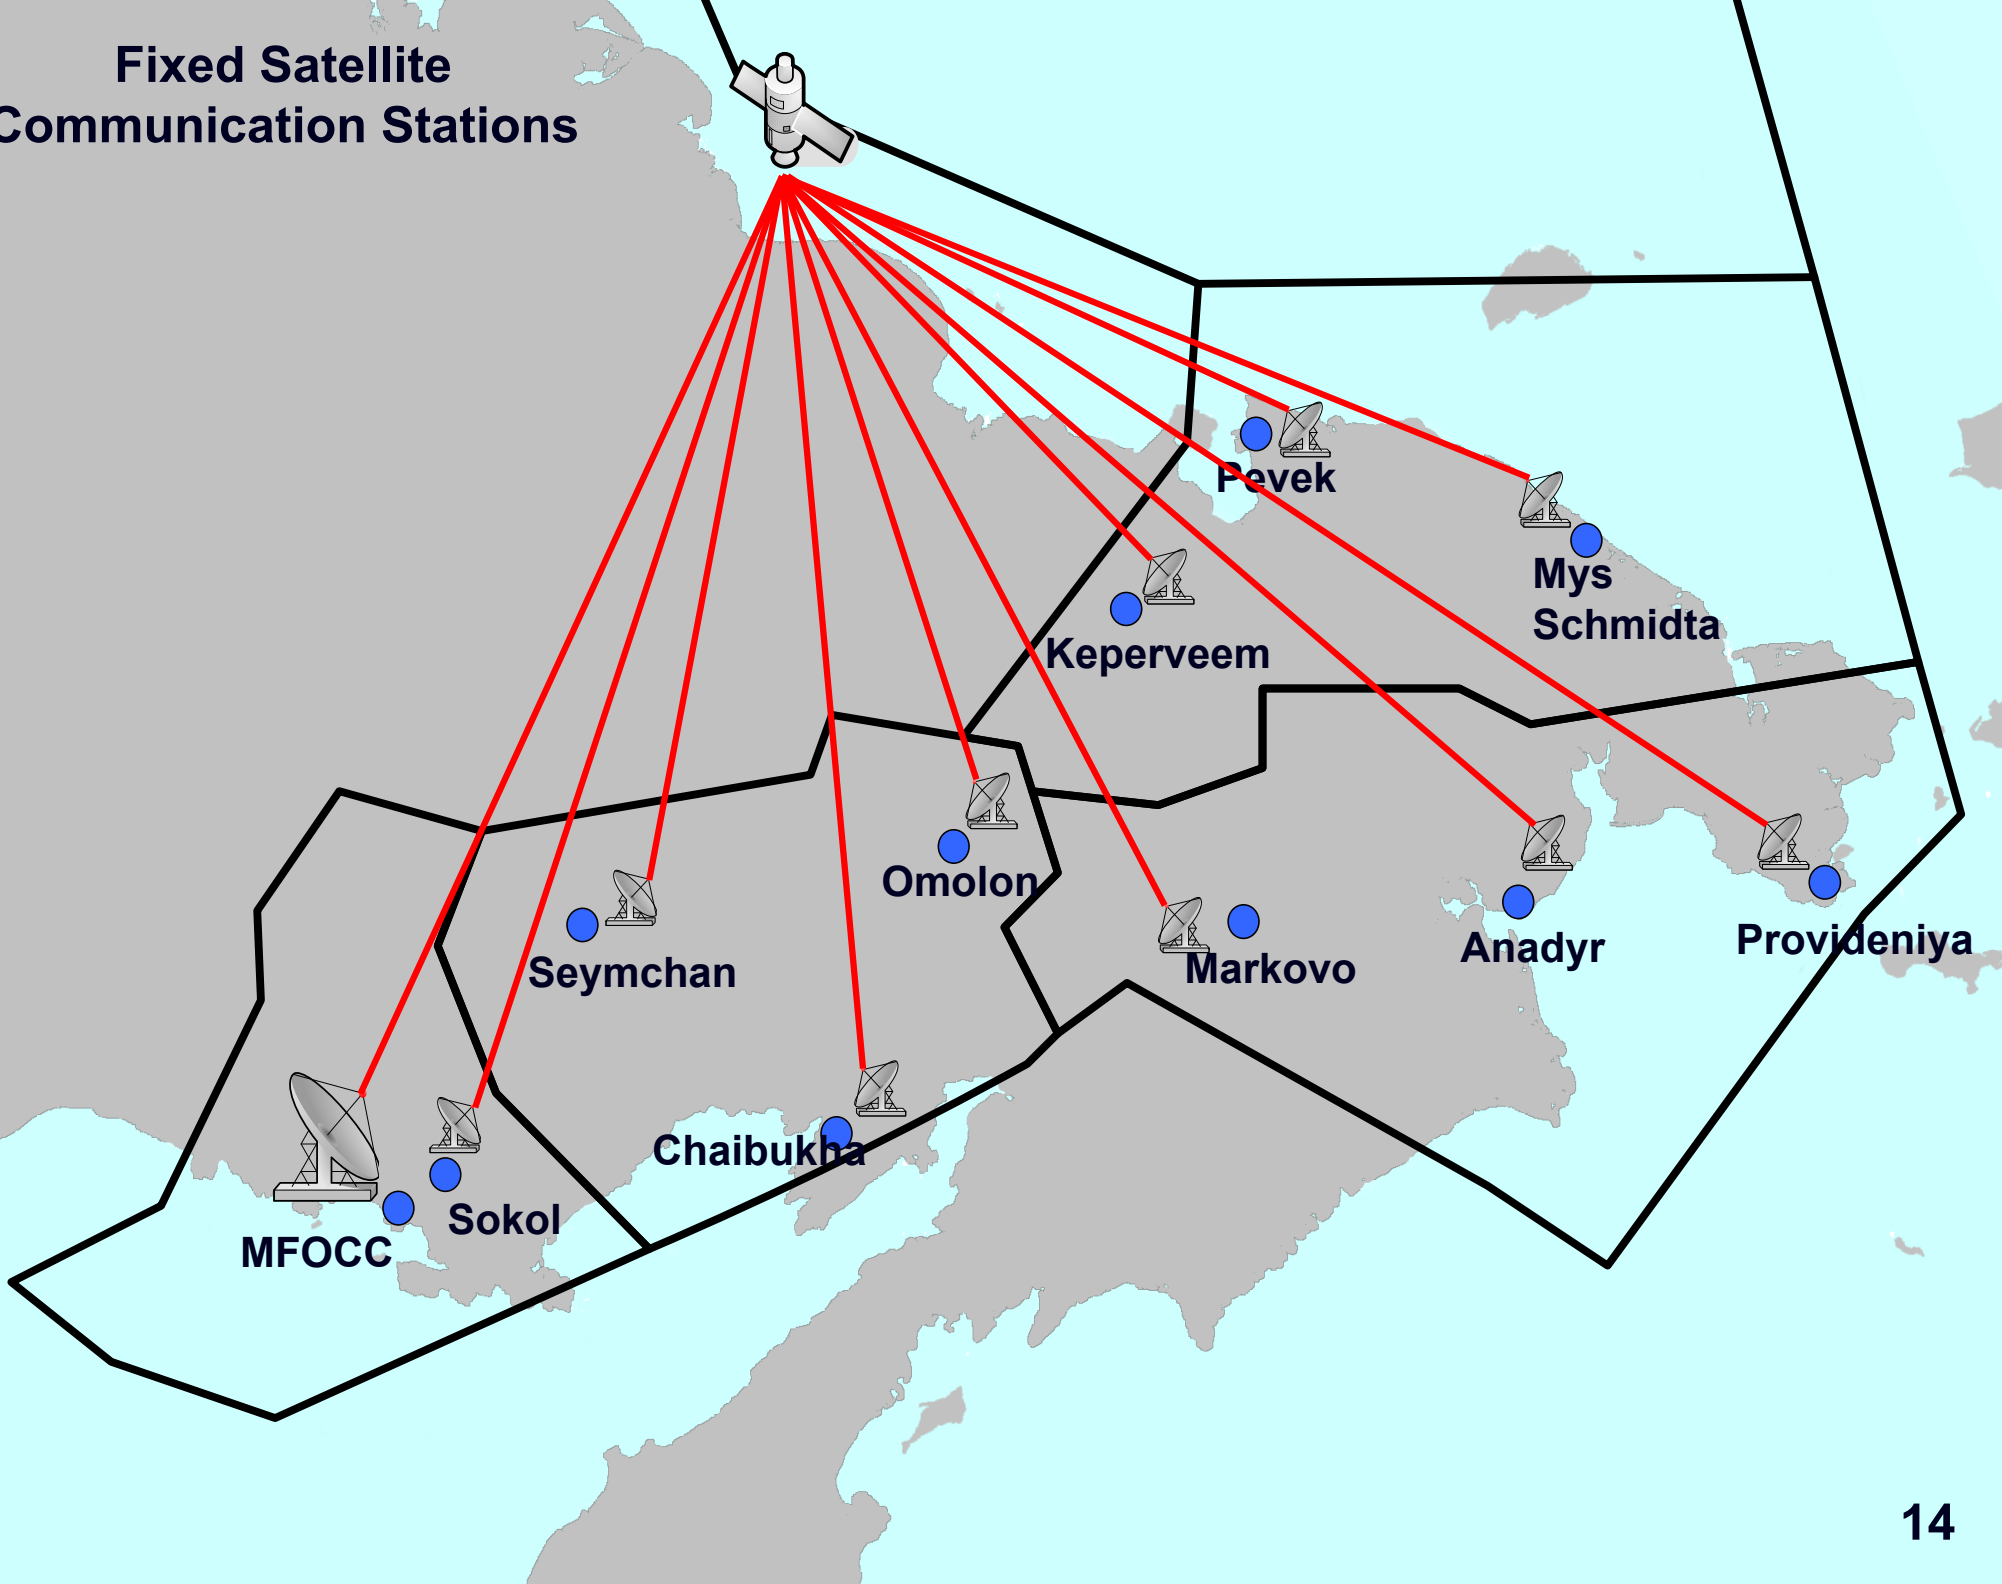 Fixed Satellite
Communication Stations
Pevek
Mys
Schmidta
Keperveem
Omolon
Seymchan
Markovo
Anadyr
Provideniya
Chaibukha
Sokol
MFOCC
14